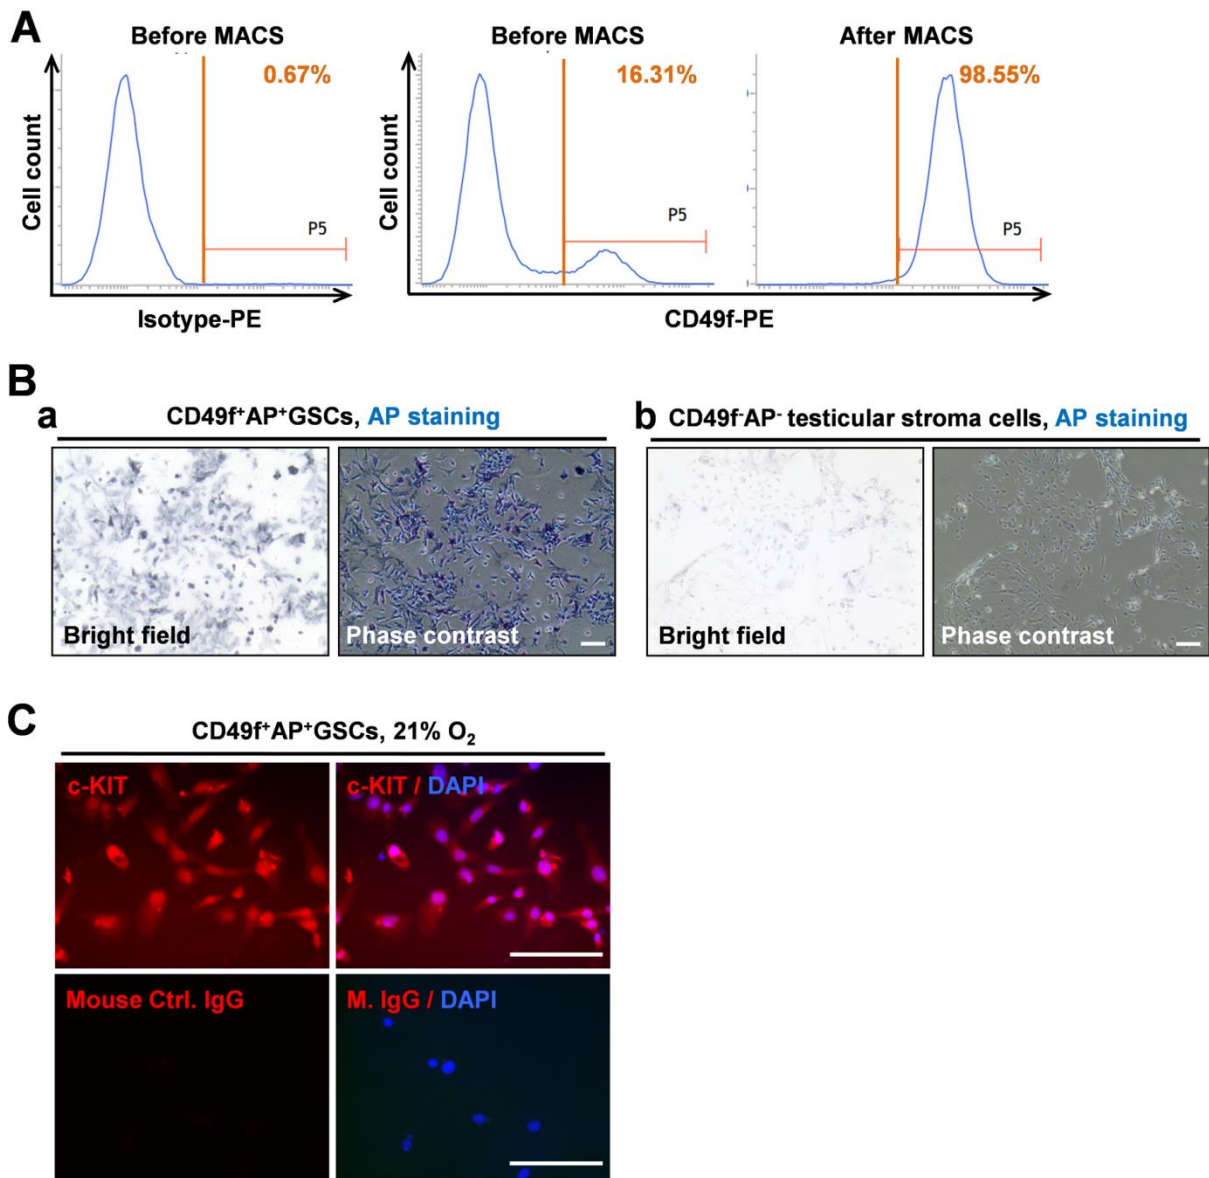 A
Before MACS
0.67%
P5
Cell count
Isotype-PE
Before MACS
16.31%
P5
After MACS
98.55%
P5
Cell count
CD49f-PE
B
a
CD49f⁺AP⁺GSCs, AP staining
Bright field
Phase contrast
b
CD49f⁻AP⁻ testicular stroma cells, AP staining
Bright field
Phase contrast
C
CD49f⁺AP⁺GSCs, 21% O₂
c-KIT
c-KIT / DAPI
Mouse Ctrl. IgG
M. IgG / DAPI